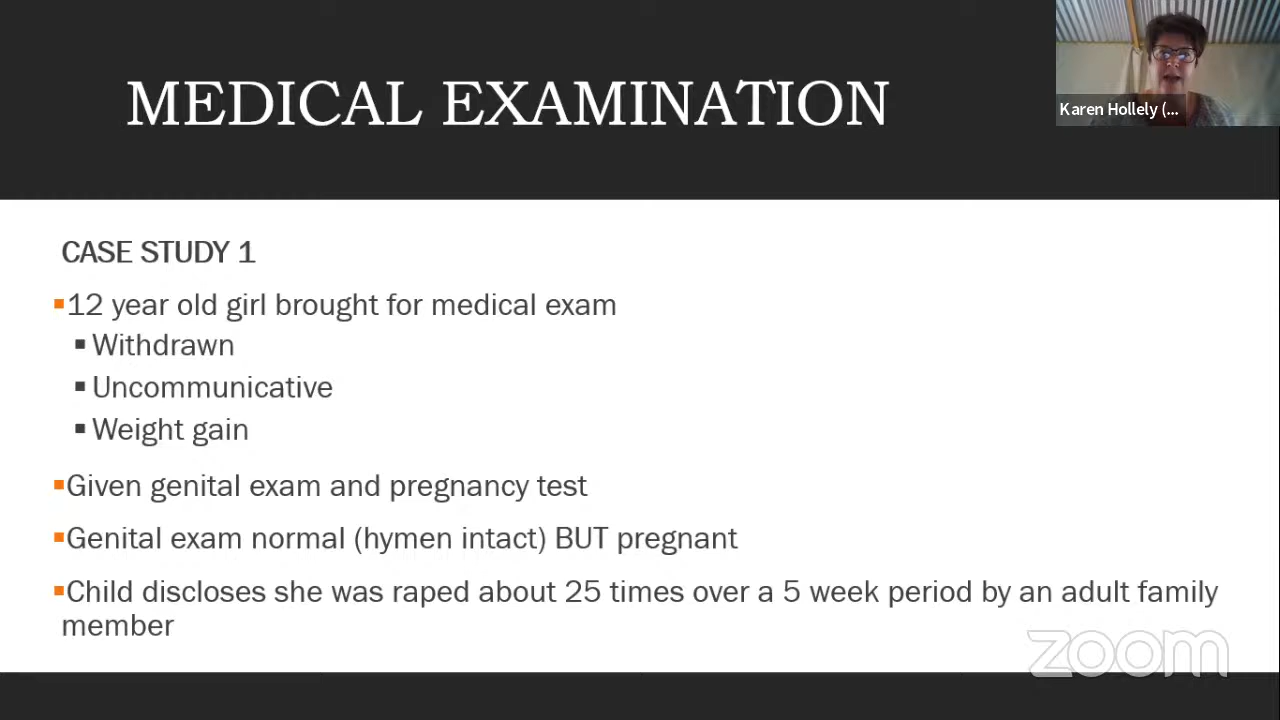 MEDICAL EXAMINATION
Karen Hollely (...
CASE STUDY 1
▪12 year old girl brought for medical exam
▪ Withdrawn
▪ Uncommunicative
▪ Weight gain
▪Given genital exam and pregnancy test
▪Genital exam normal (hymen intact) BUT pregnant
▪Child discloses she was raped about 25 times over a 5 week period by an adult family
member
zoom